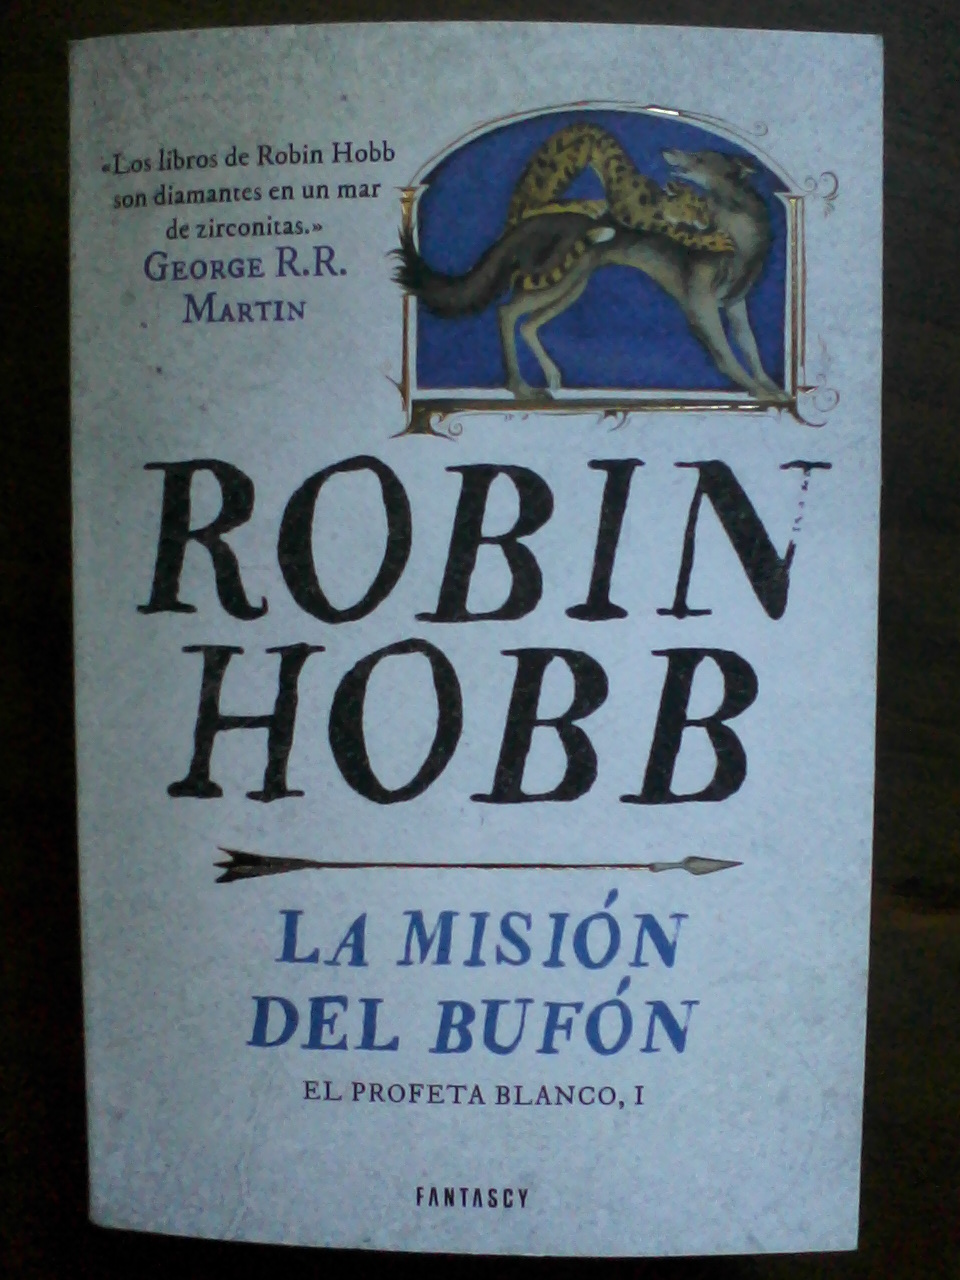 «Los libros de Robin Hobb
son diamantes en un mar
de zirconitas.»
GEORGE R.R.
MARTIN
ROBIN
HOBB
LA MISIÓN
DEL BUFÓN
EL PROFETA BLANCO, I
FANTASCY